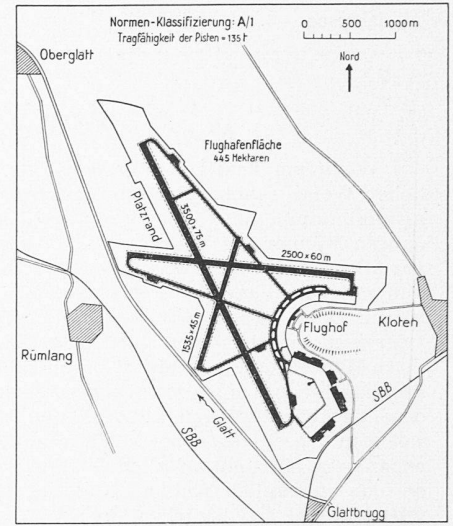 Normen-Klassifizierung: A/1
Tragfähigkeit der Pisten = 135 t
0 500 1000 m
Nord
Oberglatt
Flughafenfläche
445 Hektaren
Platzrand
3500 × 75 m
2500 × 60 m
1535 × 45 m
Flughof
Kloten
Rümlang
SBB
Glatt
SBB
Glattbrugg